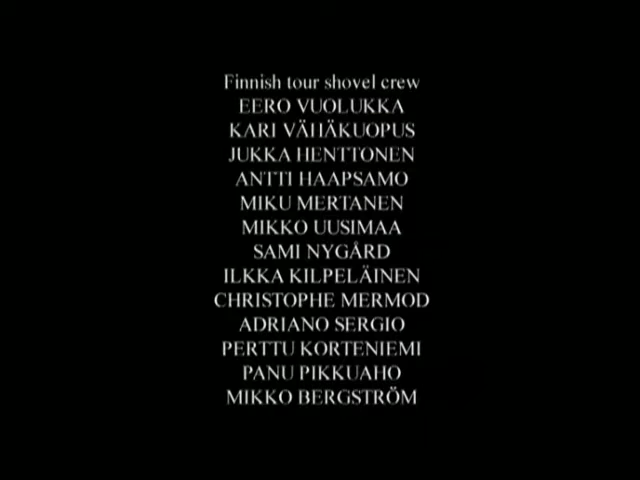 Finnish tour shovel crew
EERO VUOLUKKA
KARI VÄHÄKUOPUS
JUKKA HENTTONEN
ANTTI HAAPSAMO
MIKU MERTANEN
MIKKO UUSIMAA
SAMI NYGÅRD
ILKKA KILPELÄINEN
CHRISTOPHE MERMOD
ADRIANO SERGIO
PERTTU KORTENIEMI
PANU PIKKUAHO
MIKKO BERGSTRÖM